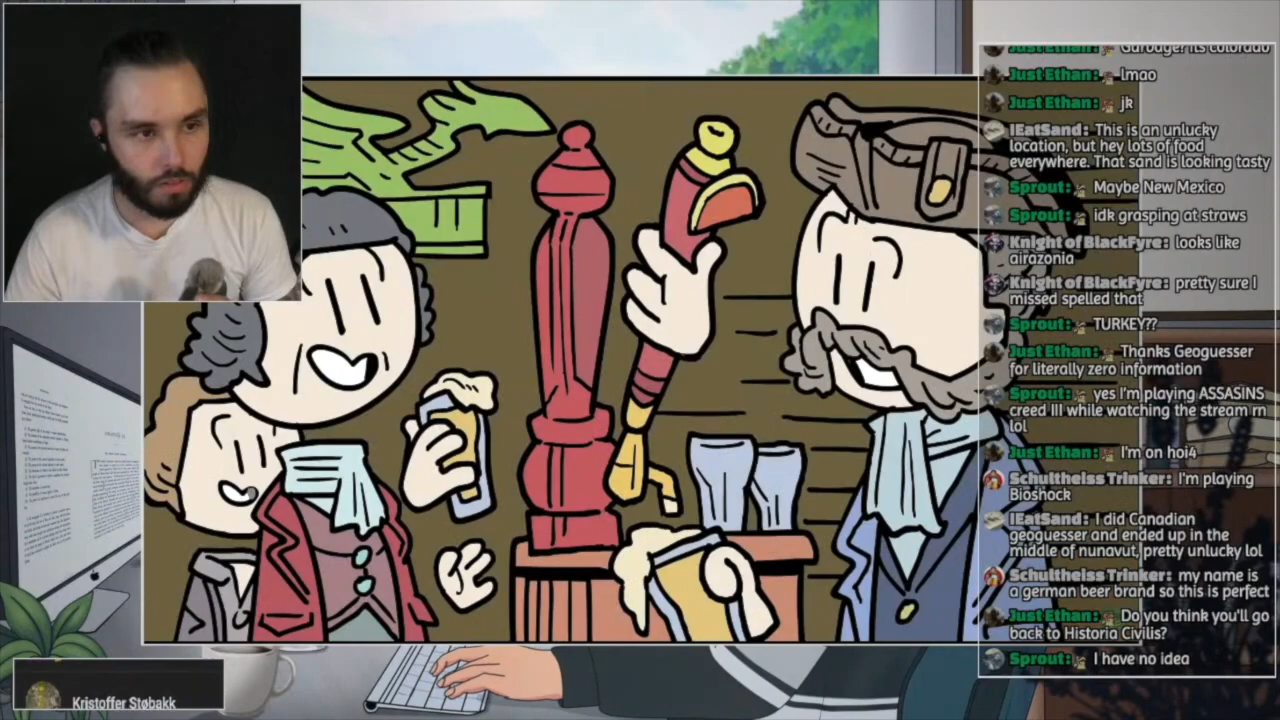 Just Ethan: Garbage? Its colorado
Just Ethan: lmao
Just Ethan: jk
IEatSand: This is an unlucky
location, but hey lots of food
everywhere. That sand is looking tasty
Sprout: Maybe New Mexico
Sprout: idk grasping at straws
Knight of BlackFyre: looks like
airazonia
Knight of BlackFyre: pretty sure I
missed spelled that
Sprout: TURKEY??
Just Ethan: Thanks Geoguesser
for literally zero information
Sprout: yes I'm playing ASSASINS
creed III while watching the stream rn
lol
Just Ethan: I'm on hoi4
Schultheiss Trinker: I'm playing
Bioshock
IEatSand: I did Canadian
geoguesser and ended up in the
middle of nunavut, pretty unlucky lol
Schultheiss Trinker: my name is
a german beer brand so this is perfect
Just Ethan: Do you think you'll go
back to Historia Civilis?
Sprout: I have no idea
Kristoffer Støbakk